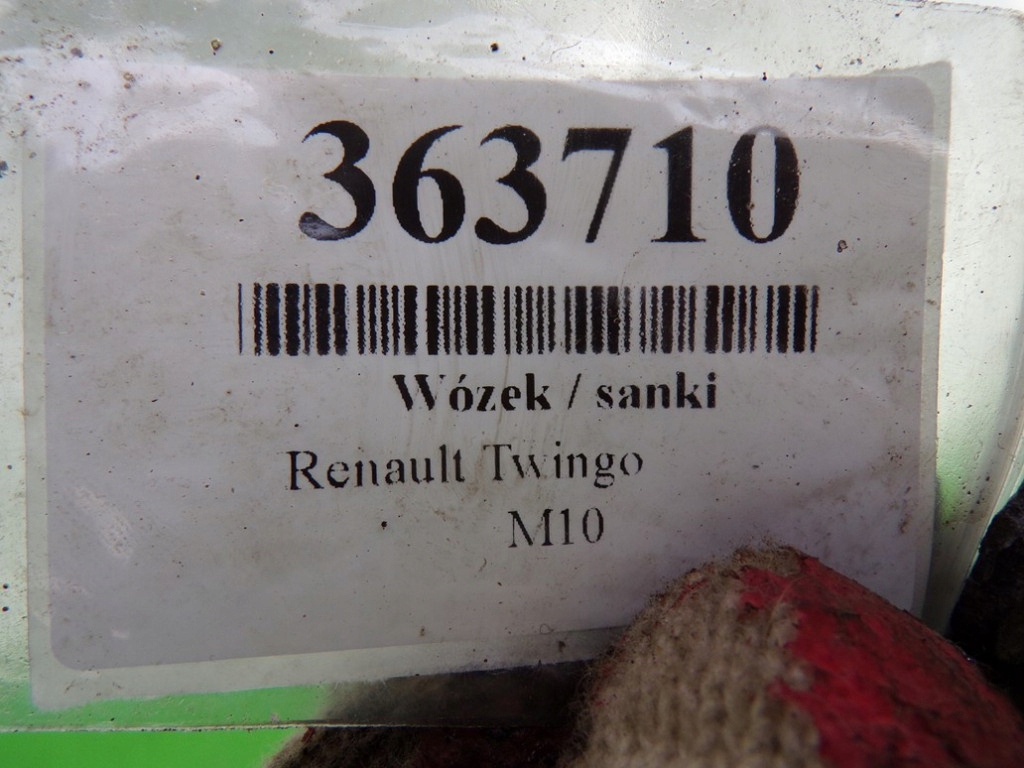 363710
Wózek / sanki
Renault Twingo
M10